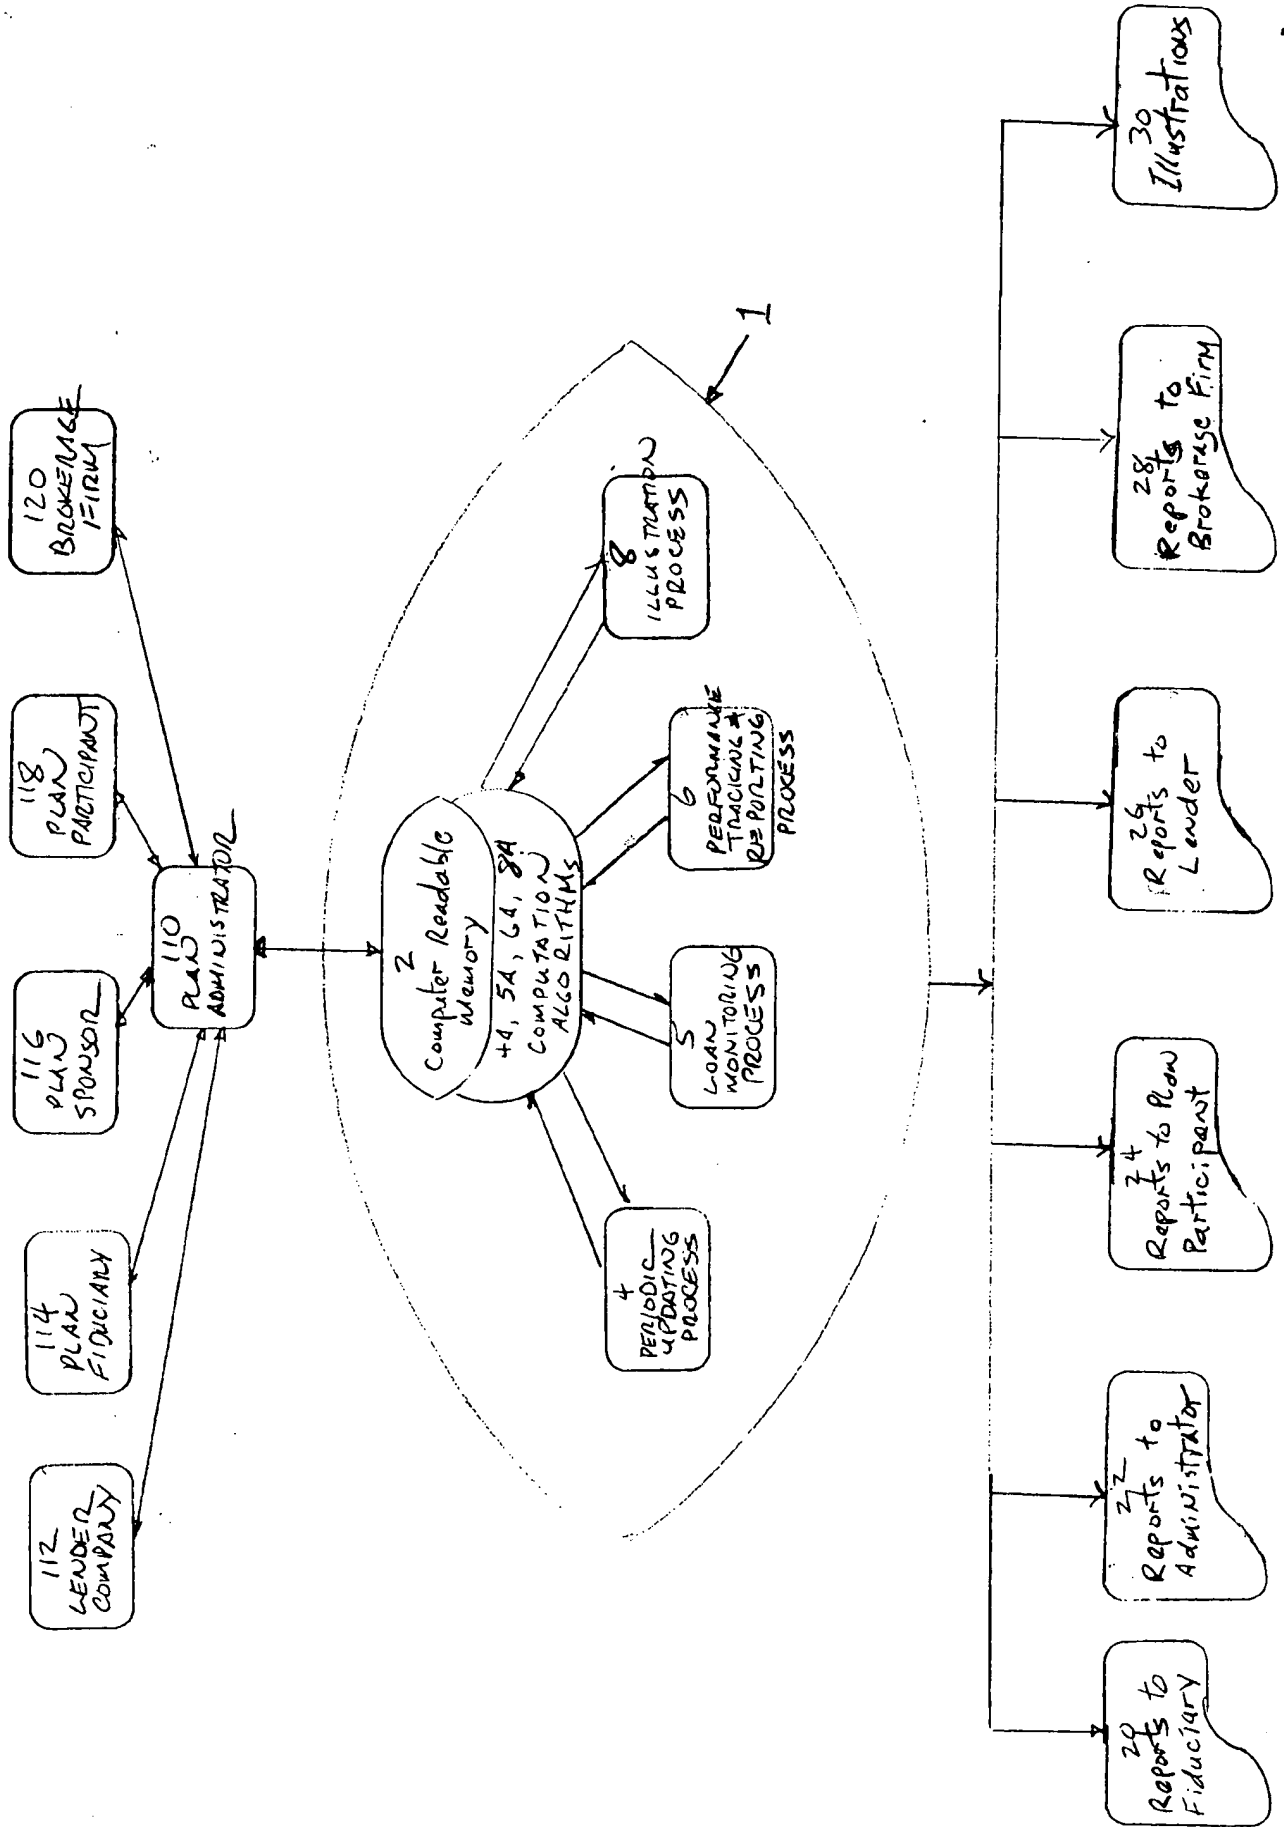 112
LENDER
COMPANY
114
PLAN
FIDUCIARY
116
PLAN
SPONSOR
118
PLAN
PARTICIPANT
120
BROKERAGE
FIRM
110
PLAN
ADMINISTRATOR
2
Computer Readable
Memory
4A, 5A, 6A, 8A
COMPUTATION
ALGORITHMS
1
4
PERIODIC
UPDATING
PROCESS
5
LOAN
MONITORING
PROCESS
6
PERFORMANCE
TRACKING &
REPORTING
PROCESS
8
ILLUSTRATION
PROCESS
20
Reports to
Fiduciary
22
Reports to
Administrator
24
Reports to Plan
Participant
26
Reports to
Lender
28
Reports to
Brokerage Firm
30
Illustrations